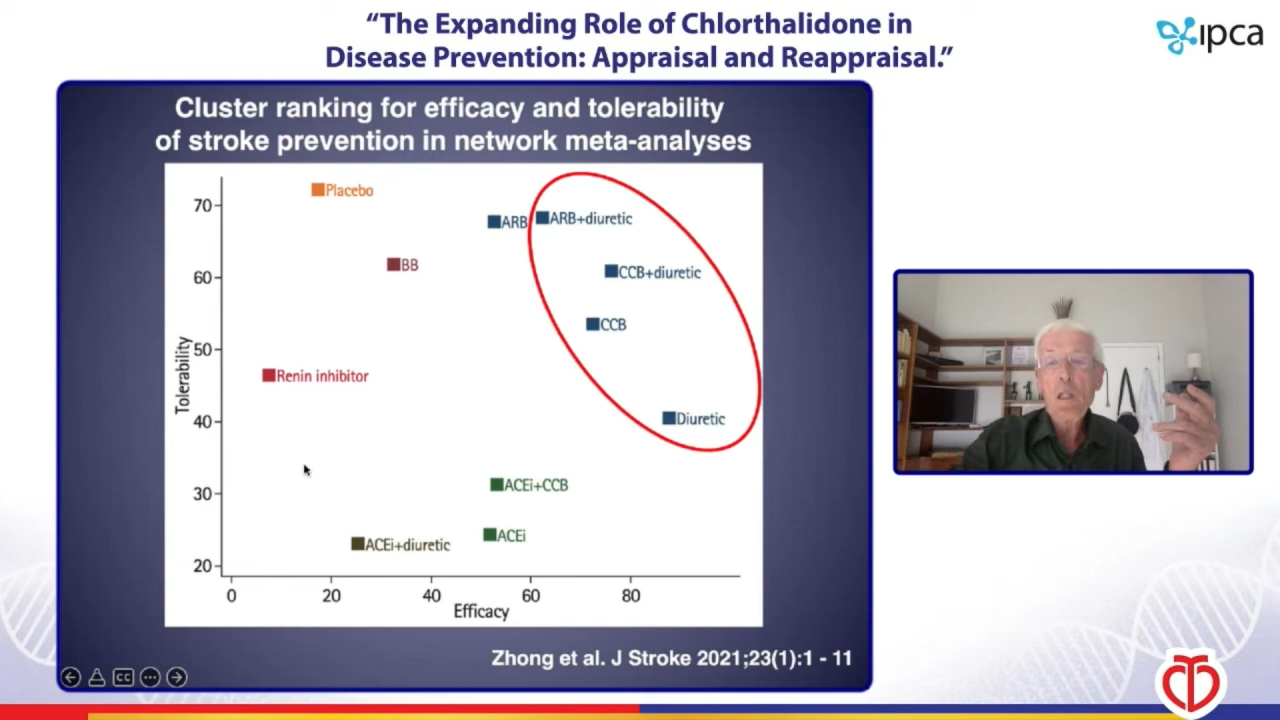 “The Expanding Role of Chlorthalidone in
Disease Prevention: Appraisal and Reappraisal.”
ipca
Cluster ranking for efficacy and tolerability
of stroke prevention in network meta-analyses
Placebo
ARB
ARB+diuretic
BB
CCB+diuretic
CCB
Renin inhibitor
Diuretic
ACEi+CCB
ACEi
ACEi+diuretic
Tolerability
70
60
50
40
30
20
0
20
40
60
80
Efficacy
Zhong et al. J Stroke 2021;23(1):1 - 11
CC